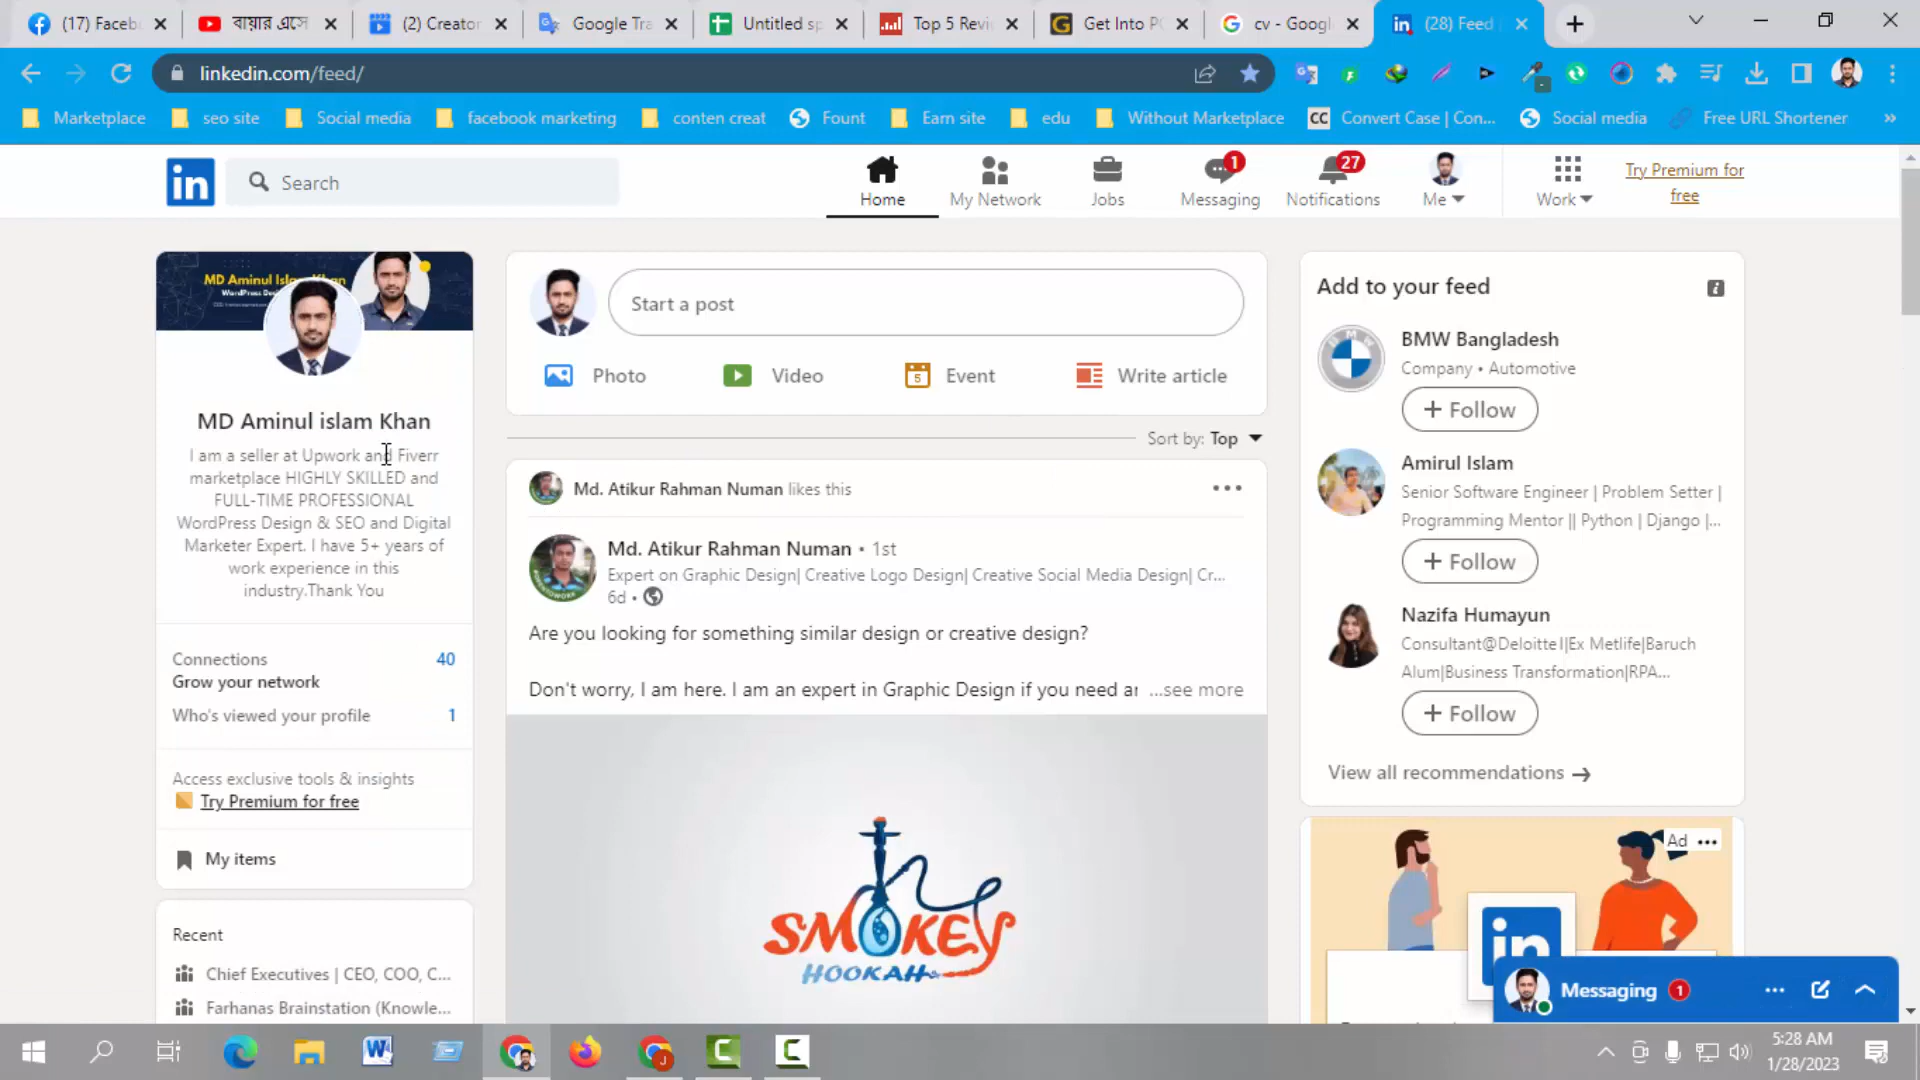 (17) Faceb
বায়ার এসে
(2) Creator
Google Tra
Untitled sp
Top 5 Revi
Get Into PC
cv - Googl
(28) Feed
linkedin.com/feed/
Marketplace
seo site
Social media
facebook marketing
conten creat
Fount
Earn site
edu
Without Marketplace
CC Convert Case | Con...
Social media
Free URL Shortener
»
in
Search
Home
My Network
Jobs
1
Messaging
27
Notifications
Me
Work
Try Premium for
free
MD Aminul islam Khan
I am a seller at Upwork and Fiverr
marketplace HIGHLY SKILLED and
FULL-TIME PROFESSIONAL
WordPress Design & SEO and Digital
Marketer Expert. I have 5+ years of
work experience in this
industry.Thank You
Connections 40
Grow your network
Who's viewed your profile 1
Access exclusive tools & insights
Try Premium for free
My items
Recent
Chief Executives | CEO, COO, C...
Farhanas Brainstation (Knowle...
Start a post
Photo
Video
Event
Write article
Sort by: Top
Md. Atikur Rahman Numan likes this
Md. Atikur Rahman Numan • 1st
Expert on Graphic Design| Creative Logo Design| Creative Social Media Design| Cr...
6d •
Are you looking for something similar design or creative design?
Don't worry, I am here. I am an expert in Graphic Design if you need ...see more
SMOKEY
HOOKAH
Add to your feed
BMW Bangladesh
Company • Automotive
+ Follow
Amirul Islam
Senior Software Engineer | Problem Setter |
Programming Mentor || Python | Django |...
+ Follow
Nazifa Humayun
Consultant@Deloitte||Ex Metlife|Baruch
Alum|Business Transformation|RPA...
+ Follow
View all recommendations →
Ad
in
Messaging 1
5:28 AM
1/28/2023